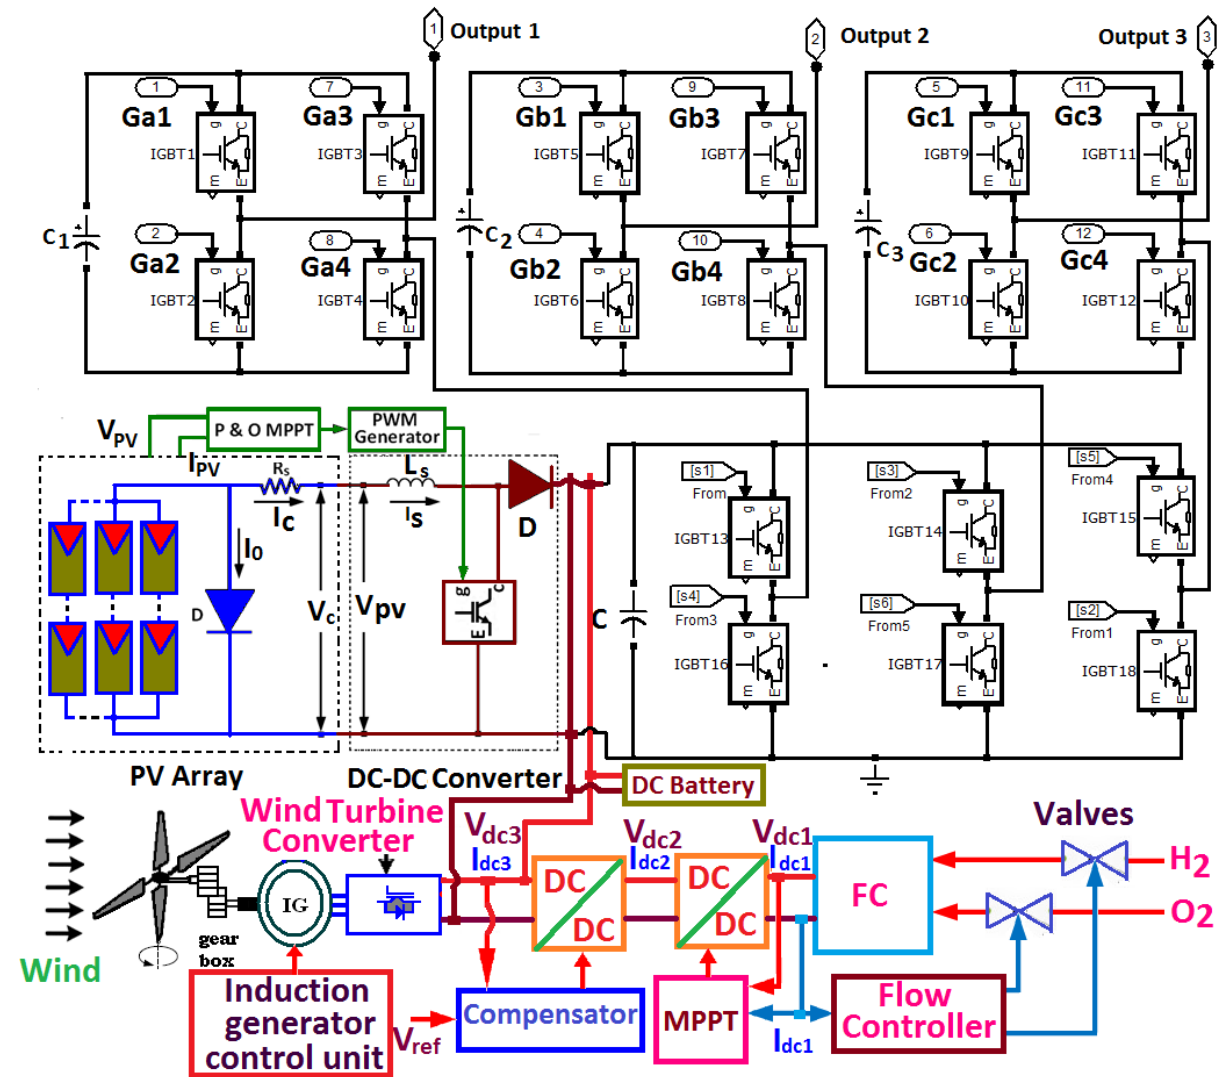 1 Output 1
2 Output 2
Output 3 3
1 7 3 9 5 11
Ga1 Ga3 Gb1 Gb3 Gc1 Gc3
g C g C g C g C g C g C
IGBT1 IGBT3 IGBT5 IGBT7 IGBT9 IGBT11
m E m E m E m E m E m E
+ C1 + C2 + C3
2 8 4 10 6 12
Ga2 Ga4 Gb2 Gb4 Gc2 Gc4
g C g C g C g C g C g C
IGBT2 IGBT4 IGBT6 IGBT8 IGBT10 IGBT12
m E m E m E m E m E m E
VPV P & O MPPT PWM
Generator
IPV Rs Ls
Ic Is D
I0
D Vc Vpv
g C
E
[s1] [s3] [s5]
From From2 From4
g C g C g C
IGBT13 IGBT14 IGBT15
m E m E m E
C
[s4] [s6] [s2]
From3 From5 From1
g C g C g C
IGBT16 IGBT17 IGBT18
m E m E m E
PV Array DC-DC Converter DC Battery
Wind Turbine
Converter
Vdc3 Vdc2 Vdc1 Valves
Idc3 Idc2 Idc1
IG DC DC DC DC FC H2
O2
gear
box
Wind
Induction
generator
control unit
Vref Compensator MPPT Flow
Controller
Idc1